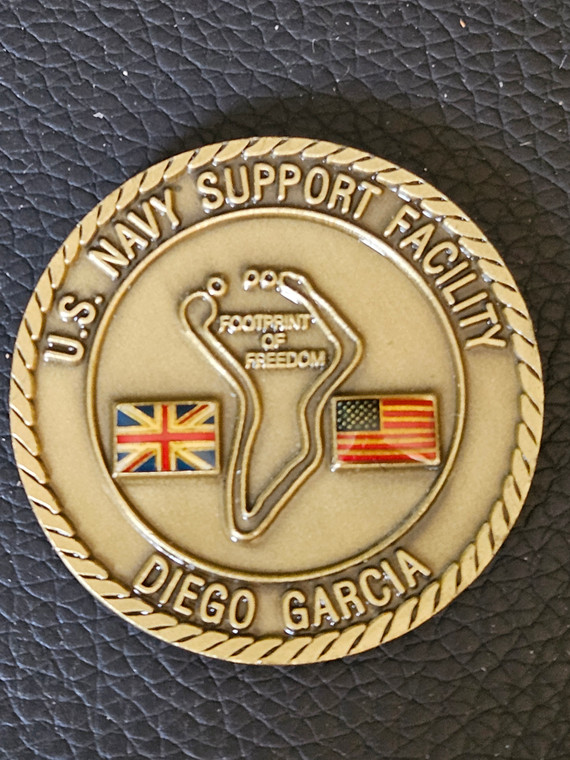 U.S. NAVY SUPPORT FACILITY
FOOTPRINT
OF
FREEDOM
DIEGO GARCIA